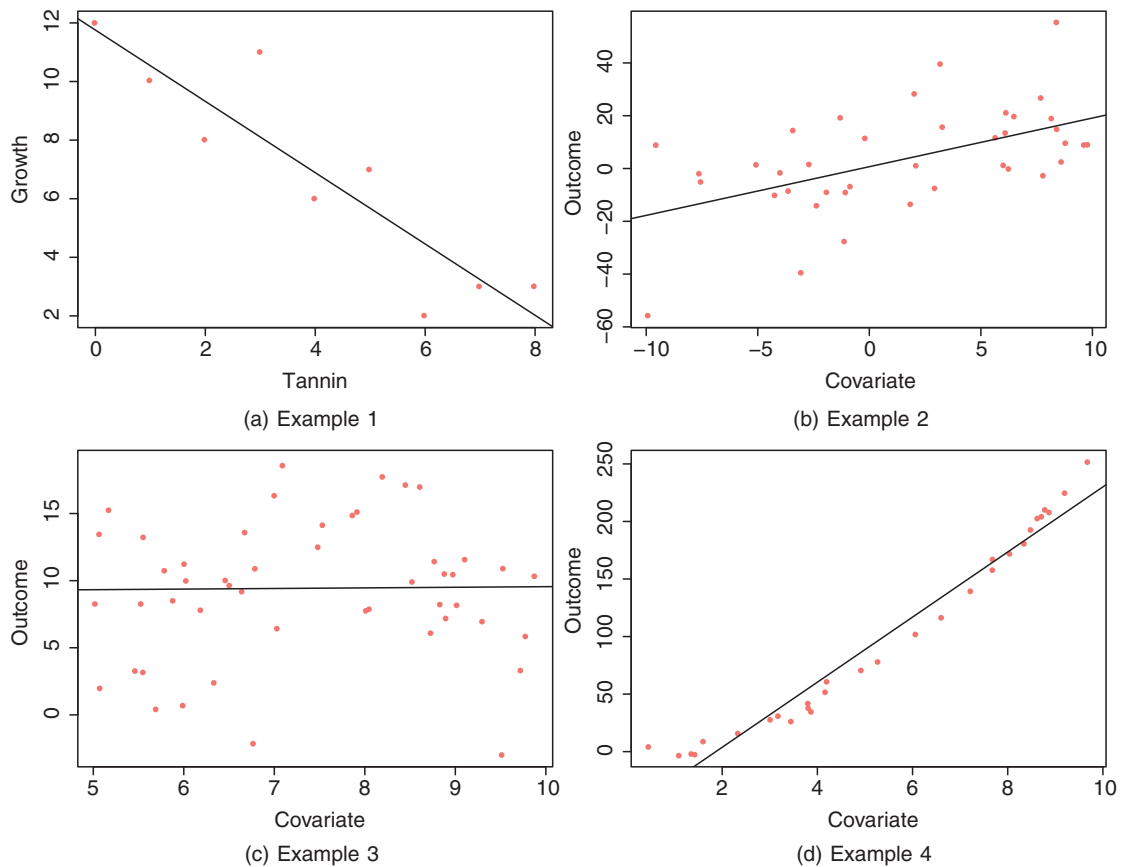 12
10
8
6
4
2
Growth
0 2 4 6 8
Tannin
(a) Example 1
40
20
0
−20
−40
−60
Outcome
−10 −5 0 5 10
Covariate
(b) Example 2
15
10
5
0
Outcome
5 6 7 8 9 10
Covariate
(c) Example 3
250
200
150
100
50
0
Outcome
2 4 6 8 10
Covariate
(d) Example 4